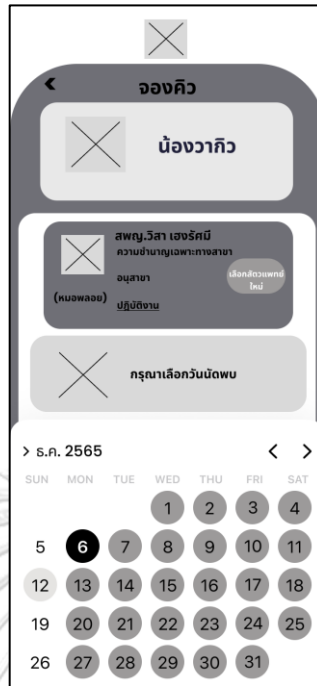 จองคิว
น้องวากิว
สพญ.วิสา เฮงรัศมี
ความชำนาญเฉพาะทางสาขา
อนุสาขา
เลือกสัตวแพทย์
ใหม่
(หมอพลอย)
ปฏิบัติงาน
กรุณาเลือกวันนัดพบ
> ธ.ค. 2565 < >
SUN MON TUE WED THU FRI SAT
1 2 3 4
5 6 7 8 9 10 11
12 13 14 15 16 17 18
19 20 21 22 23 24 25
26 27 28 29 30 31